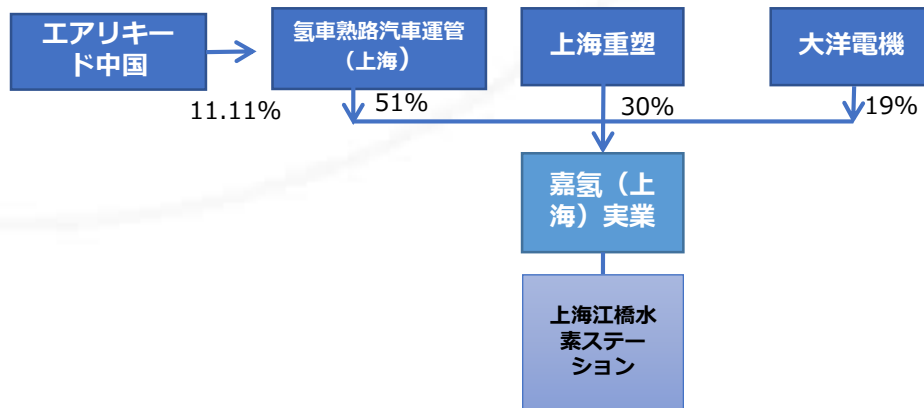 エアリキー
ド中国
氢車熟路汽車運管
（上海）
上海重塑
大洋電機
11.11%
51%
30%
19%
嘉氢（上
海）実業
上海江橋水
素ステー
ション